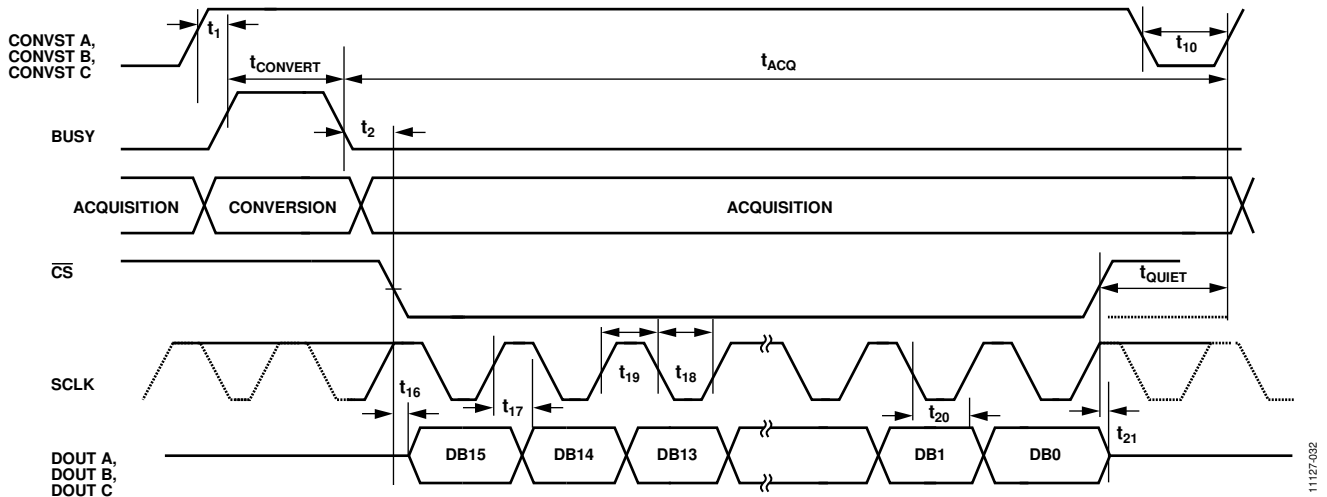 CONVST A,
CONVST B,
CONVST C
t1
tCONVERT
tACQ
t10
BUSY
t2
ACQUISITION
CONVERSION
ACQUISITION
CS
tQUIET
SCLK
t16
t17
t19
t18
t20
t21
DOUT A,
DOUT B,
DOUT C
DB15
DB14
DB13
DB1
DB0
11127-032